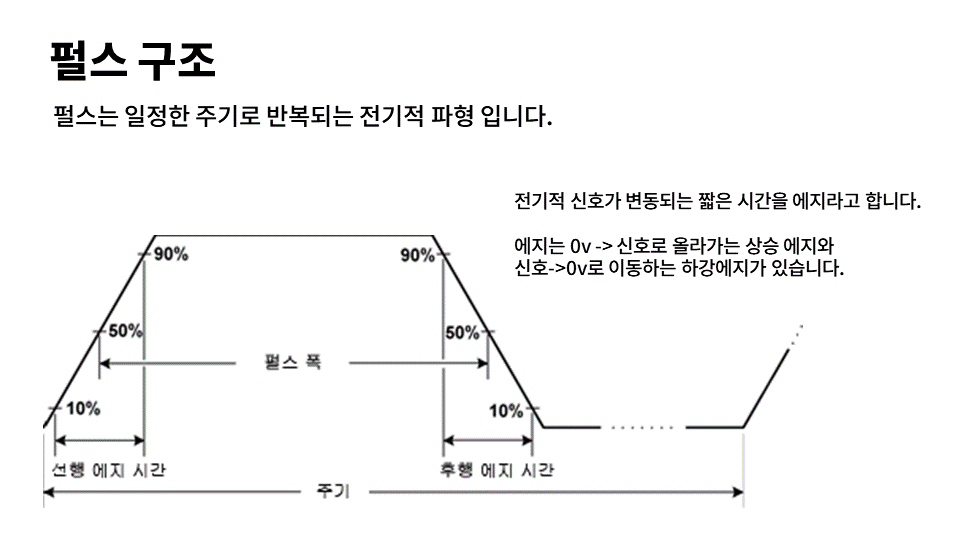 펄스 구조
펄스는 일정한 주기로 반복되는 전기적 파형 입니다.
전기적 신호가 변동되는 짧은 시간을 에지라고 합니다.
에지는 0v -> 신호로 올라가는 상승 에지와
신호->0v로 이동하는 하강에지가 있습니다.
90%
90%
50%
50%
펄스 폭
10%
10%
선행 에지 시간
후행 에지 시간
주기